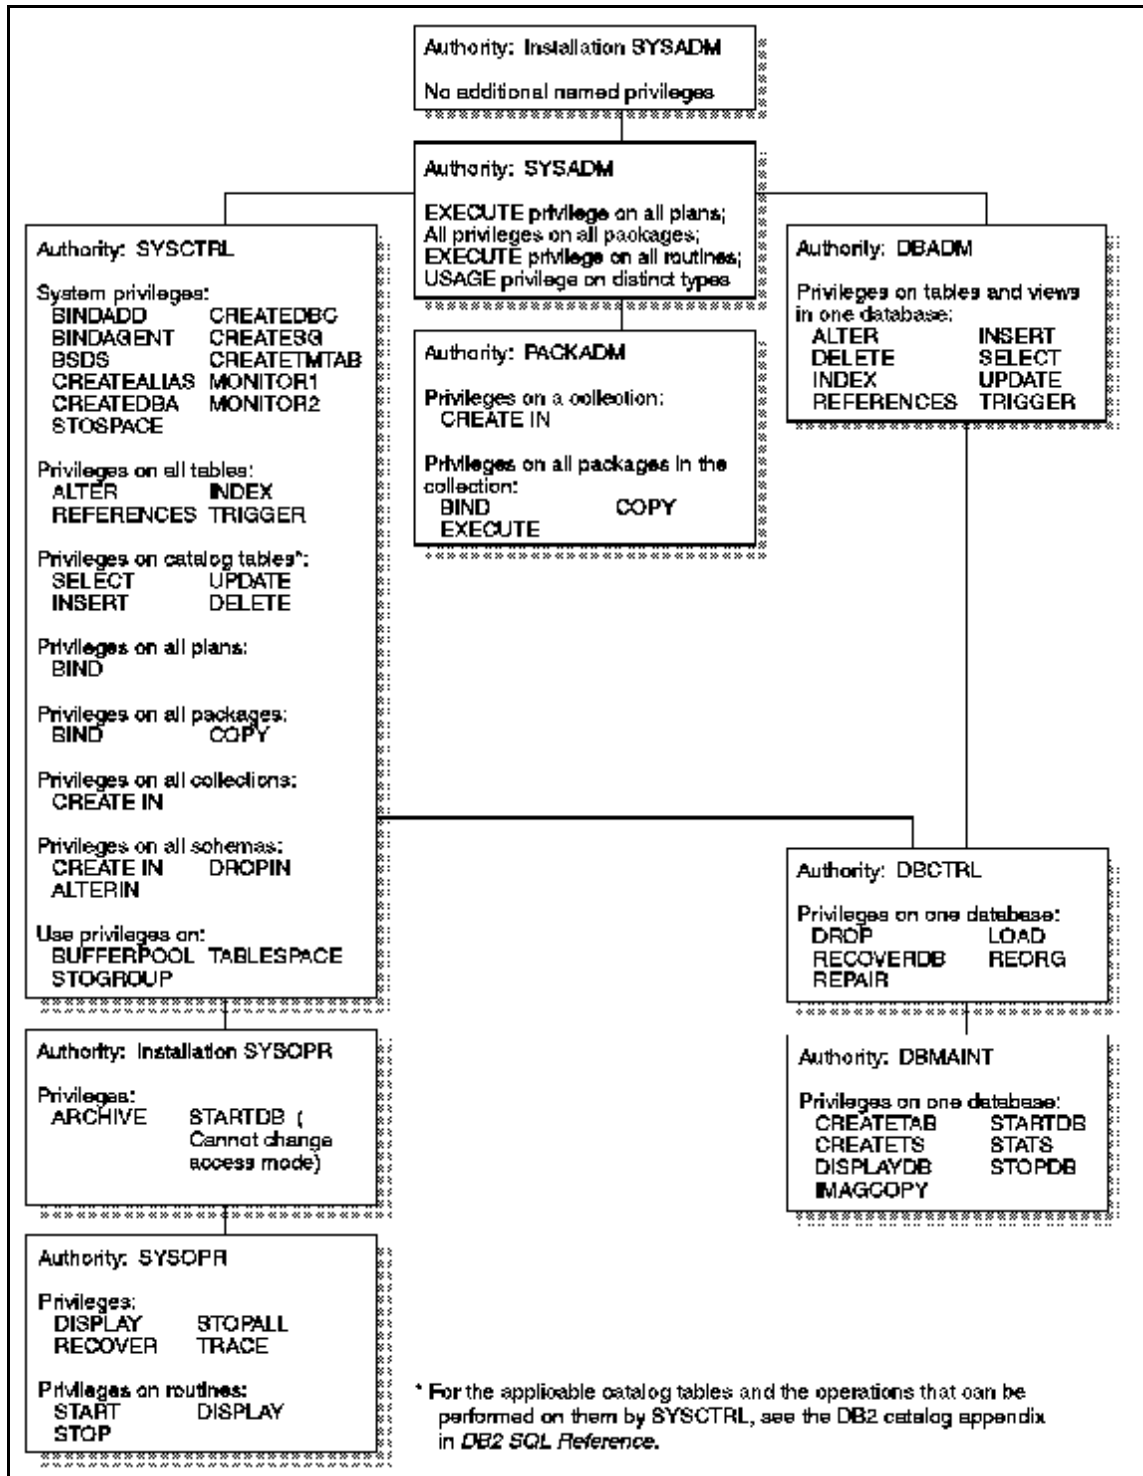 Authority: Installation SYSADM
No additional named privileges
Authority: SYSADM
EXECUTE privilege on all plans;
All privileges on all packages;
EXECUTE privilege on all routines;
USAGE privilege on distinct types
Authority: SYSCTRL
System privileges:
BINDADD CREATEDBC
BINDAGENT CREATESG
BSDS CREATETMTAB
CREATEALIAS MONITOR1
CREATEDBA MONITOR2
STOSPACE
Privileges on all tables:
ALTER INDEX
REFERENCES TRIGGER
Privileges on catalog tables*:
SELECT UPDATE
INSERT DELETE
Privileges on all plans:
BIND
Privileges on all packages:
BIND COPY
Privileges on all collections:
CREATE IN
Privileges on all schemas:
CREATE IN DROPIN
ALTERIN
Use privileges on:
BUFFERPOOL TABLESPACE
STOGROUP
Authority: PACKADM
Privileges on a collection:
CREATE IN
Privileges on all packages in the
collection:
BIND COPY
EXECUTE
Authority: DBADM
Privileges on tables and views
in one database:
ALTER INSERT
DELETE SELECT
INDEX UPDATE
REFERENCES TRIGGER
Authority: DBCTRL
Privileges on one database:
DROP LOAD
RECOVERDB REORG
REPAIR
Authority: Installation SYSOPR
Privileges:
ARCHIVE STARTDB (
Cannot change
access mode)
Authority: DBMAINT
Privileges on one database:
CREATETAB STARTDB
CREATETS STATS
DISPLAYDB STOPDB
IMAGCOPY
Authority: SYSOPR
Privileges:
DISPLAY STOPALL
RECOVER TRACE
Privileges on routines:
START DISPLAY
STOP
* For the applicable catalog tables and the operations that can be
performed on them by SYSCTRL, see the DB2 catalog appendix
in DB2 SQL Reference.